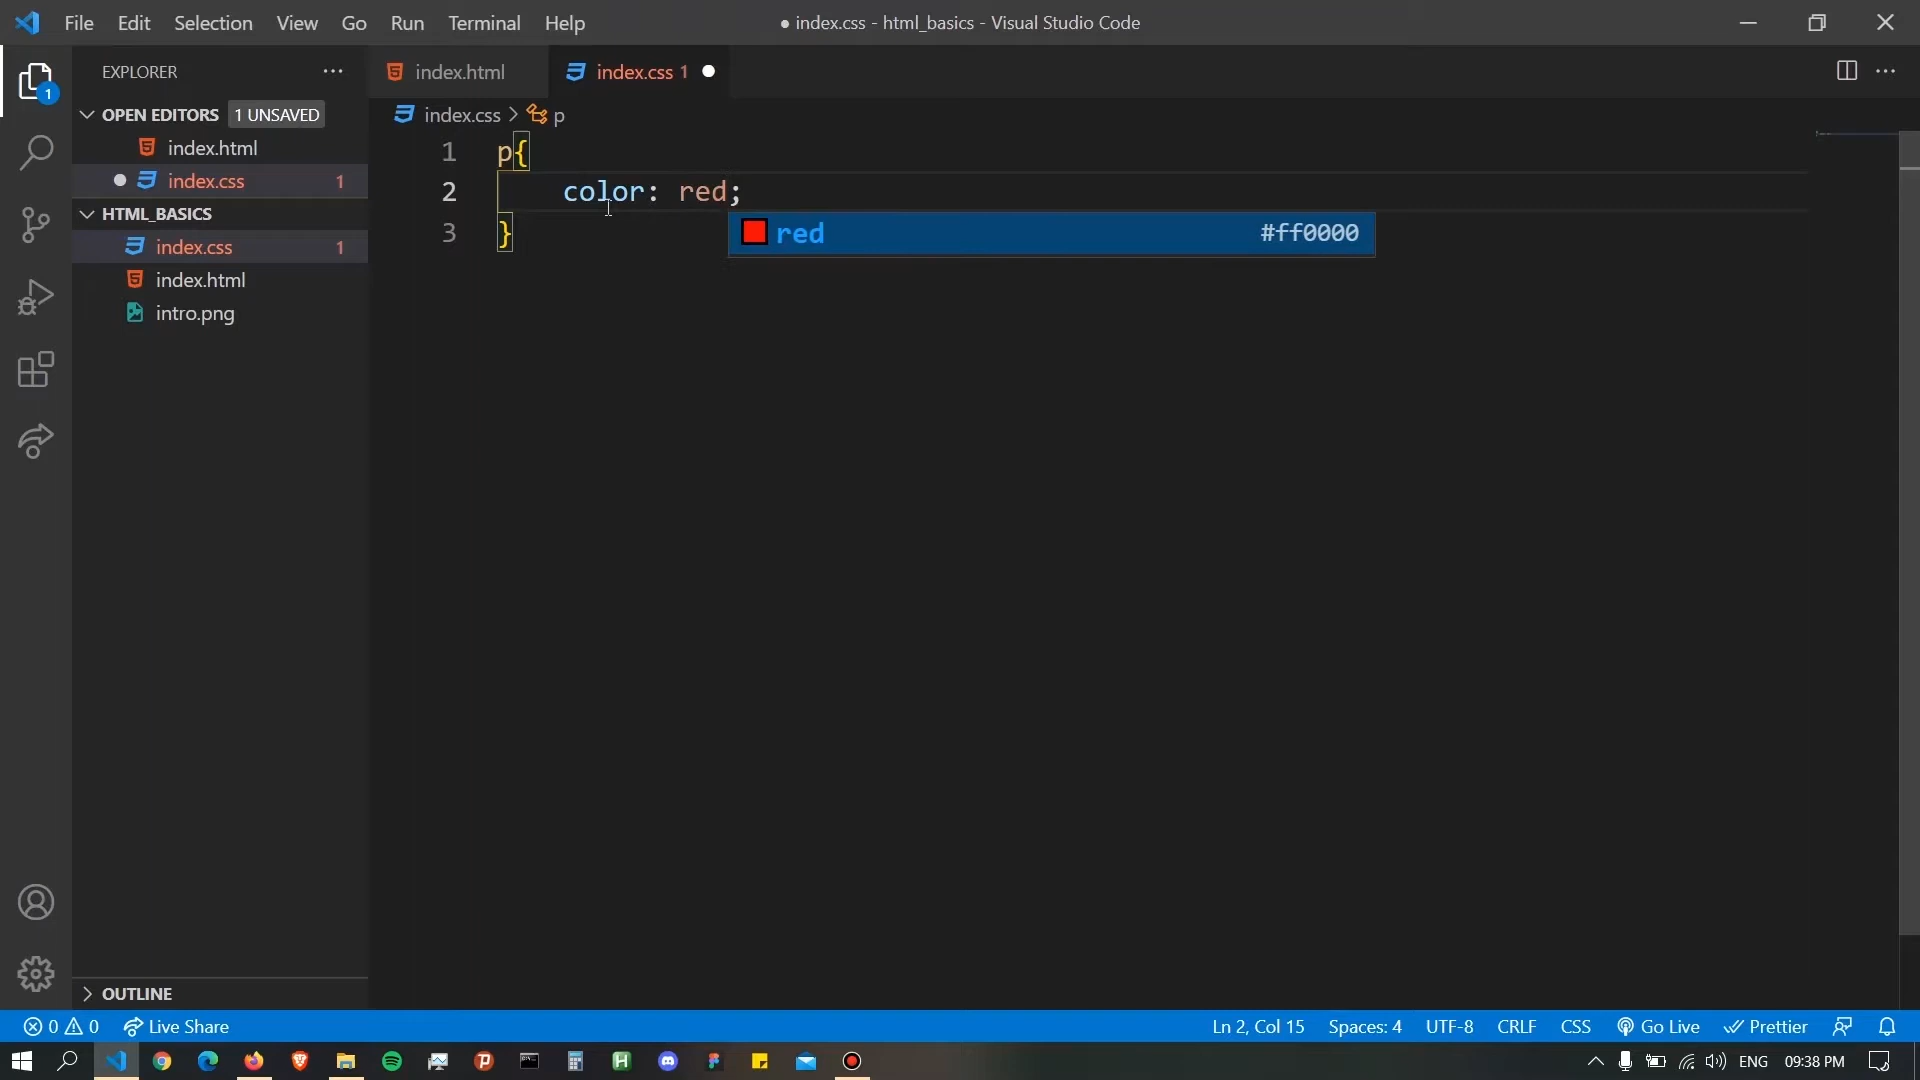 File Edit Selection View Go Run Terminal Help
● index.css - html_basics - Visual Studio Code
EXPLORER
OPEN EDITORS 1 UNSAVED
index.html
index.css 1
HTML_BASICS
index.css 1
index.html
intro.png
OUTLINE
index.html
index.css 1
index.css > p
1 p{
2 color: red;
3 }
red #ff0000
1
0 0 Live Share
Ln 2, Col 15 Spaces: 4 UTF-8 CRLF CSS Go Live Prettier
ENG 09:38 PM